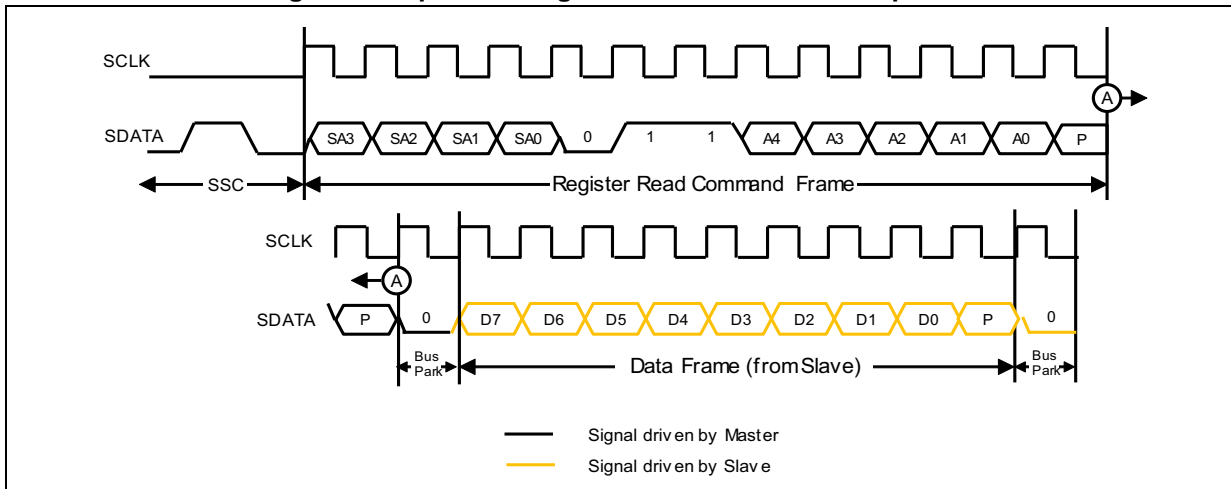 SCLK
A
SDATA SA3 SA2 SA1 SA0 0 1 1 A4 A3 A2 A1 A0 P
SSC Register Read Command Frame
SCLK
A
SDATA P 0 D7 D6 D5 D4 D3 D2 D1 D0 P 0
Bus Park Data Frame (from Slave) Bus Park
Signal driven by Master
Signal driven by Slave